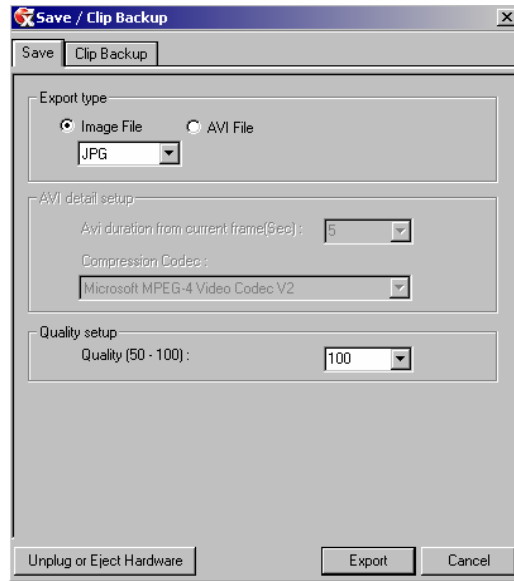 Save / Clip Backup
Save Clip Backup
Export type
Image File AVI File
JPG
AVI detail setup
Avi duration from current frame(Sec) : 5
Compression Codec :
Microsoft MPEG-4 Video Codec V2
Quality setup
Quality (50 - 100) : 100
Unplug or Eject Hardware Export Cancel